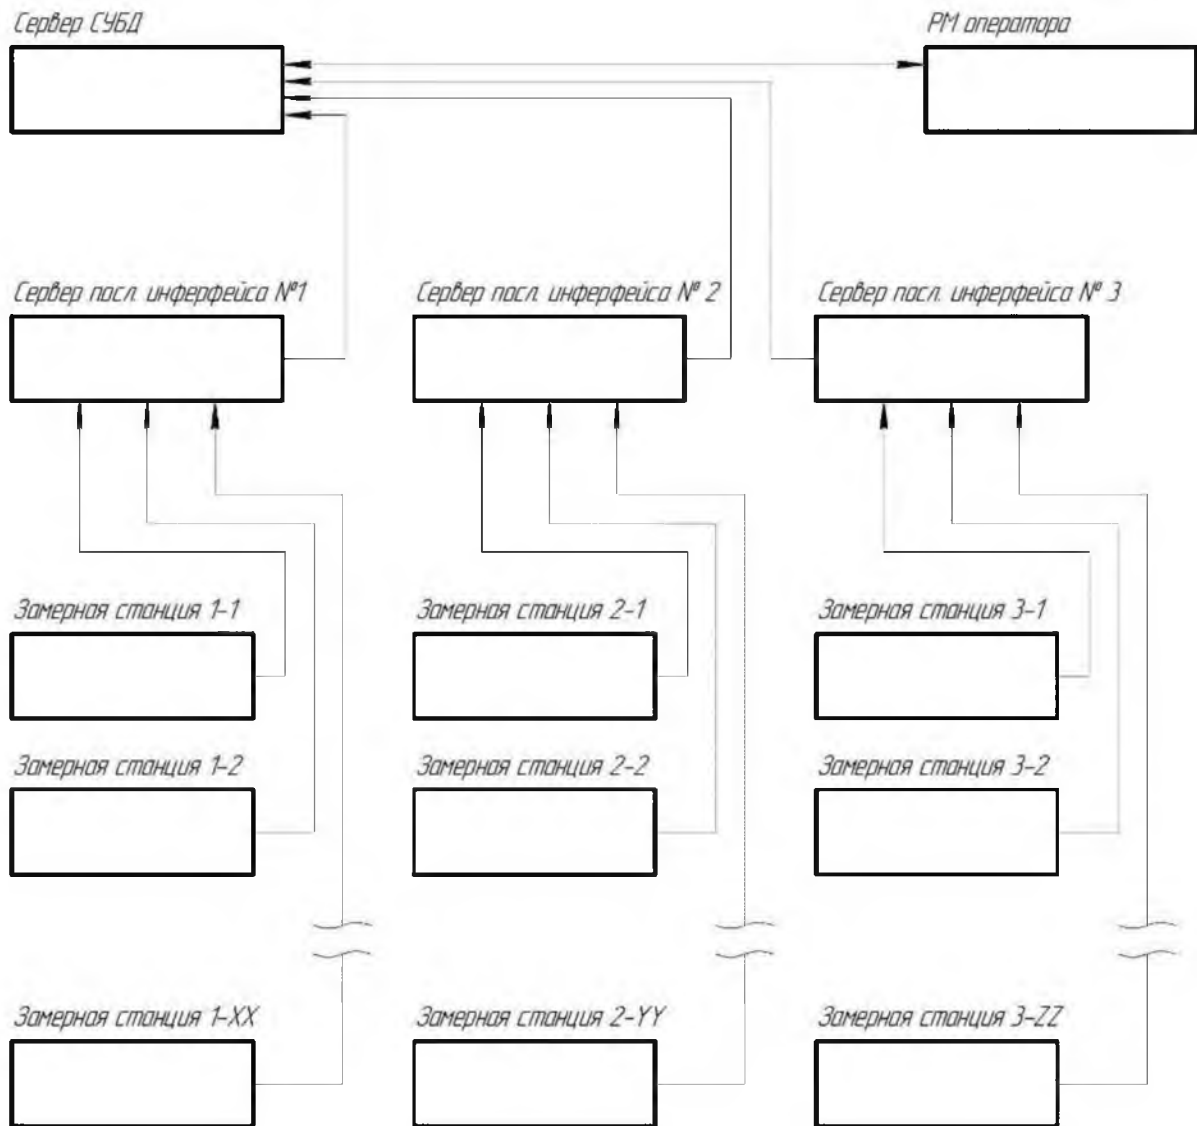 Сервер СУБД
РМ оператора
Сервер посл. инферфейса №1
Сервер посл. инферфейса № 2
Сервер посл. инферфейса № 3
Замерная станция 1-1
Замерная станция 2-1
Замерная станция 3-1
Замерная станция 1-2
Замерная станция 2-2
Замерная станция 3-2
Замерная станция 1-XX
Замерная станция 2-YY
Замерная станция 3-ZZ